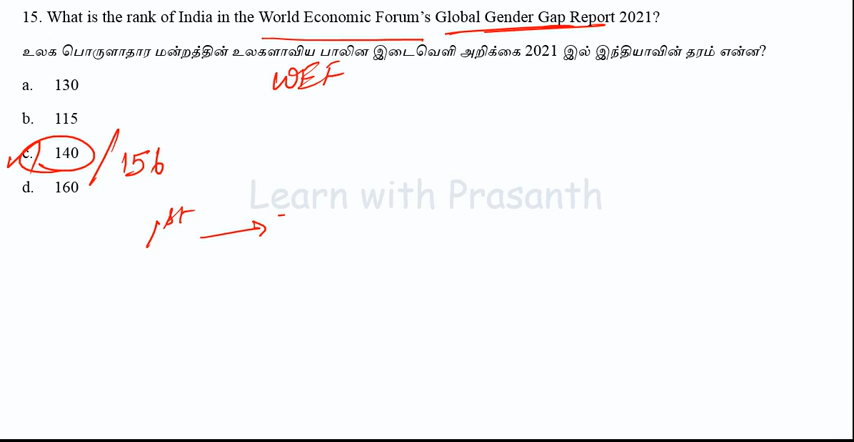 15. What is the rank of India in the World Economic Forum's Global Gender Gap Report 2021?
உலக பொருளாதார மன்றத்தின் உலகளாவிய பாலின இடைவெளி அறிக்கை 2021 இல் இந்தியாவின் தரம் என்ன?
WEF
a. 130
b. 115
c. 140 / 156
d. 160
Learn with Prasanth
1st →